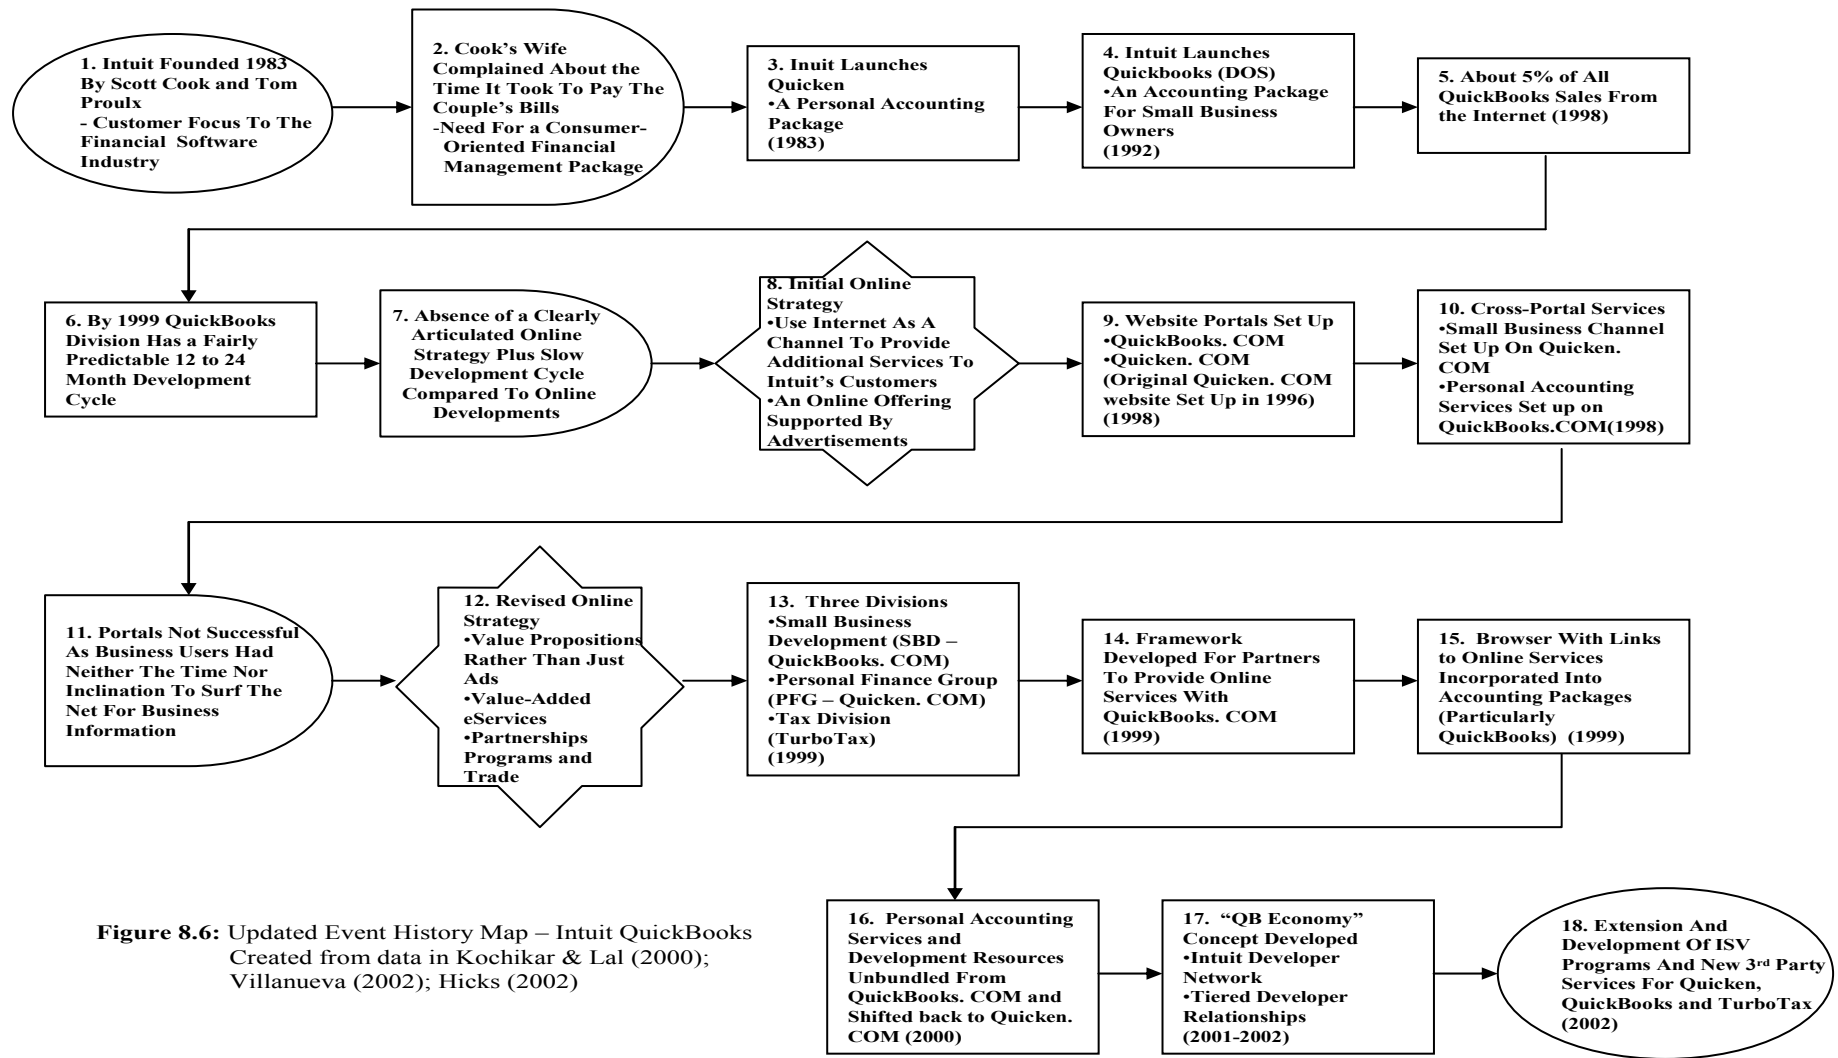 1. Intuit Founded 1983
By Scott Cook and Tom
Proulx
- Customer Focus To The
Financial Software
Industry
2. Cook's Wife
Complained About the
Time It Took To Pay The
Couple's Bills
-Need For a Consumer-
Oriented Financial
Management Package
3. Inuit Launches
Quicken
•A Personal Accounting
Package
(1983)
4. Intuit Launches
Quickbooks (DOS)
•An Accounting Package
For Small Business
Owners
(1992)
5. About 5% of All
QuickBooks Sales From
the Internet (1998)
6. By 1999 QuickBooks
Division Has a Fairly
Predictable 12 to 24
Month Development
Cycle
7. Absence of a Clearly
Articulated Online
Strategy Plus Slow
Development Cycle
Compared To Online
Developments
8. Initial Online
Strategy
•Use Internet As A
Channel To Provide
Additional Services To
Intuit's Customers
•An Online Offering
Supported By
Advertisements
9. Website Portals Set Up
•QuickBooks. COM
•Quicken. COM
(Original Quicken. COM
website Set Up in 1996)
(1998)
10. Cross-Portal Services
•Small Business Channel
Set Up On Quicken.
COM
•Personal Accounting
Services Set up on
QuickBooks.COM(1998)
11. Portals Not Successful
As Business Users Had
Neither The Time Nor
Inclination To Surf The
Net For Business
Information
12. Revised Online
Strategy
•Value Propositions
Rather Than Just
Ads
•Value-Added
eServices
•Partnerships
Programs and
Trade
13. Three Divisions
•Small Business
Development (SBD –
QuickBooks. COM)
•Personal Finance Group
(PFG – Quicken. COM)
•Tax Division
(TurboTax)
(1999)
14. Framework
Developed For Partners
To Provide Online
Services With
QuickBooks. COM
(1999)
15. Browser With Links
to Online Services
Incorporated Into
Accounting Packages
(Particularly
QuickBooks) (1999)
16. Personal Accounting
Services and
Development Resources
Unbundled From
QuickBooks. COM and
Shifted back to Quicken.
COM (2000)
17. “QB Economy”
Concept Developed
•Intuit Developer
Network
•Tiered Developer
Relationships
(2001-2002)
18. Extension And
Development Of ISV
Programs And New 3rd Party
Services For Quicken,
QuickBooks and TurboTax
(2002)
Figure 8.6: Updated Event History Map – Intuit QuickBooks
Created from data in Kochikar & Lal (2000);
Villanueva (2002); Hicks (2002)